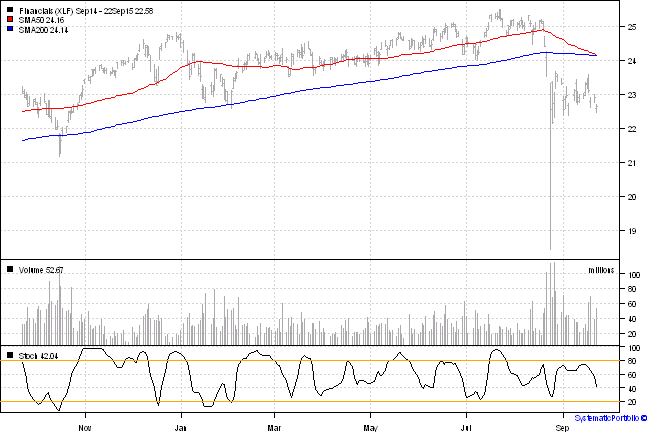 Financials (XLF) Sep14 - 22Sep15 22.58
SMA50 24.16
SMA200 24.14
25
24
23
22
21
20
19
Volume 52.67
millions
100
80
60
40
20
Stoch 42.04
100
80
60
40
20
Nov
Jan
Mar
May
Jul
Sep
SystematicPortfolio ©